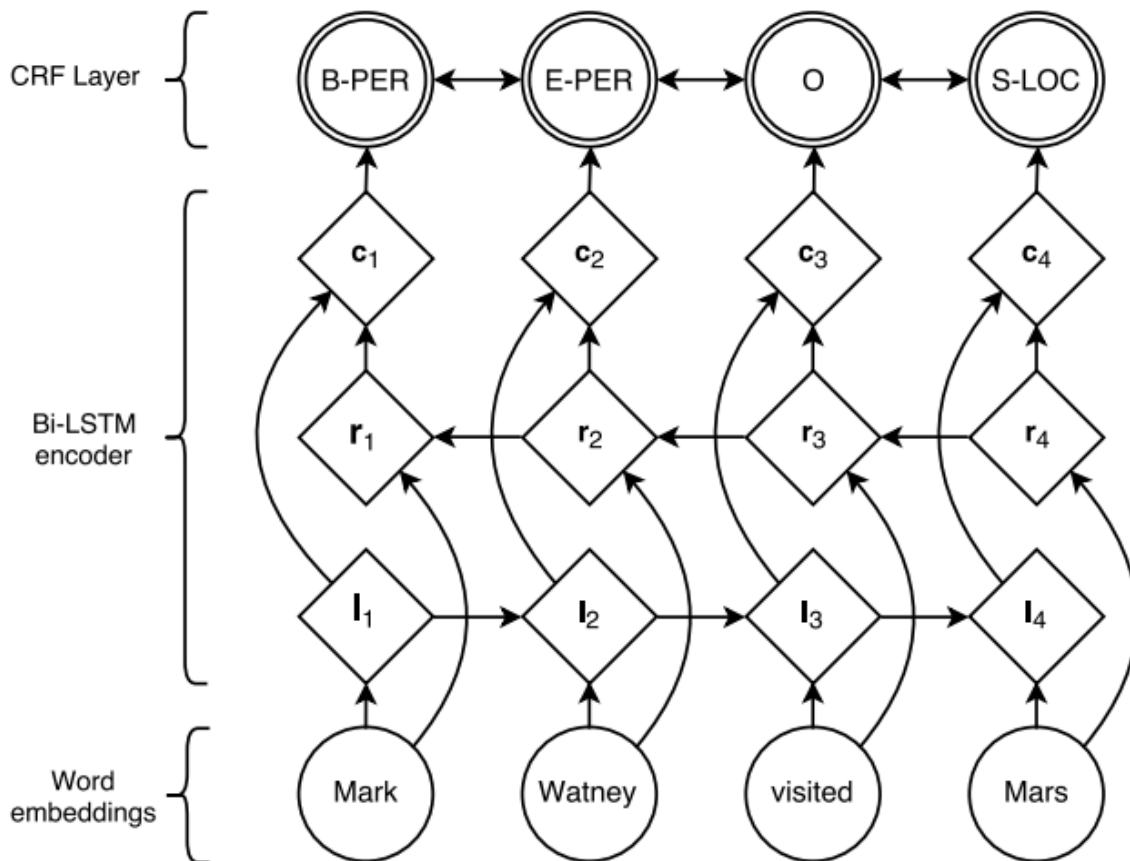 CRF Layer
B-PER
E-PER
O
S-LOC
c₁
c₂
c₃
c₄
Bi-LSTM
encoder
r₁
r₂
r₃
r₄
l₁
l₂
l₃
l₄
Word
embeddings
Mark
Watney
visited
Mars